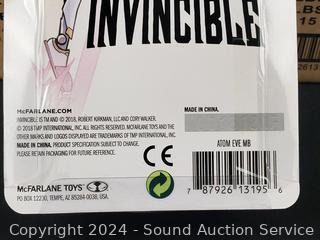 INVINCIBLE
BS
15
2613
McFARLANE.COM
INVINCIBLE IS TM AND © 2018, ROBERT KIRKMAN, LLC AND CORY WALKER.
© 2018 TMP INTERNATIONAL, INC. ALL RIGHTS RESERVED. McFARLANE TOYS AND THE
OTHER MARKS AND LOGOS DISPLAYED ARE TRADEMARKS OF TMP INTERNATIONAL, INC.
MADE IN CHINA. PRODUCT SPECIFICATION SUBJECT TO CHANGE.
PLEASE RETAIN PACKAGING FOR FUTURE REFERENCE.
MADE IN CHINA.
ATOM EVE MB
CE
7 87926 13195 6
McFARLANE TOYS
PO BOX 12230, TEMPE, AZ 85284-0038, USA.
Copyright 2024 - Sound Auction Service